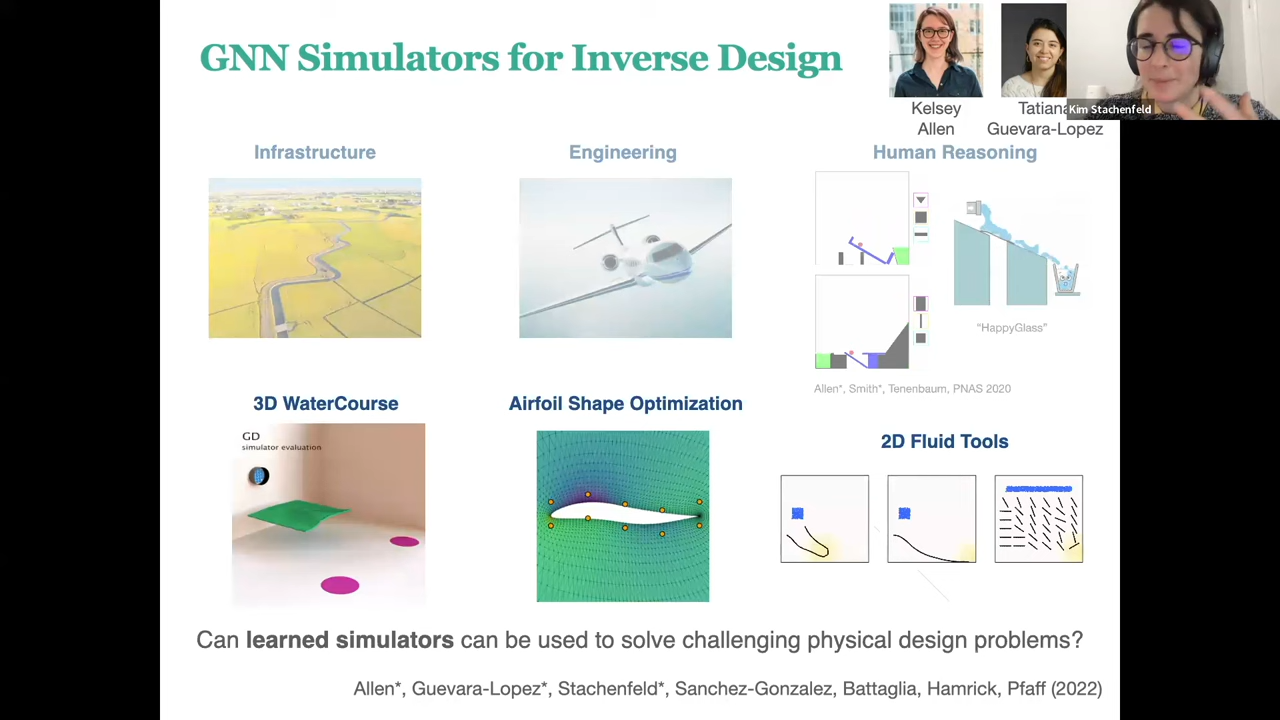 GNN Simulators for Inverse Design
Kelsey
Allen
Tatiana
Guevara-Lopez
Kim Stachenfeld
Infrastructure
Engineering
Human Reasoning
"HappyGlass"
Allen*, Smith*, Tenenbaum, PNAS 2020
3D WaterCourse
Airfoil Shape Optimization
2D Fluid Tools
GD
simulator evaluation
Can learned simulators can be used to solve challenging physical design problems?
Allen*, Guevara-Lopez*, Stachenfeld*, Sanchez-Gonzalez, Battaglia, Hamrick, Pfaff (2022)